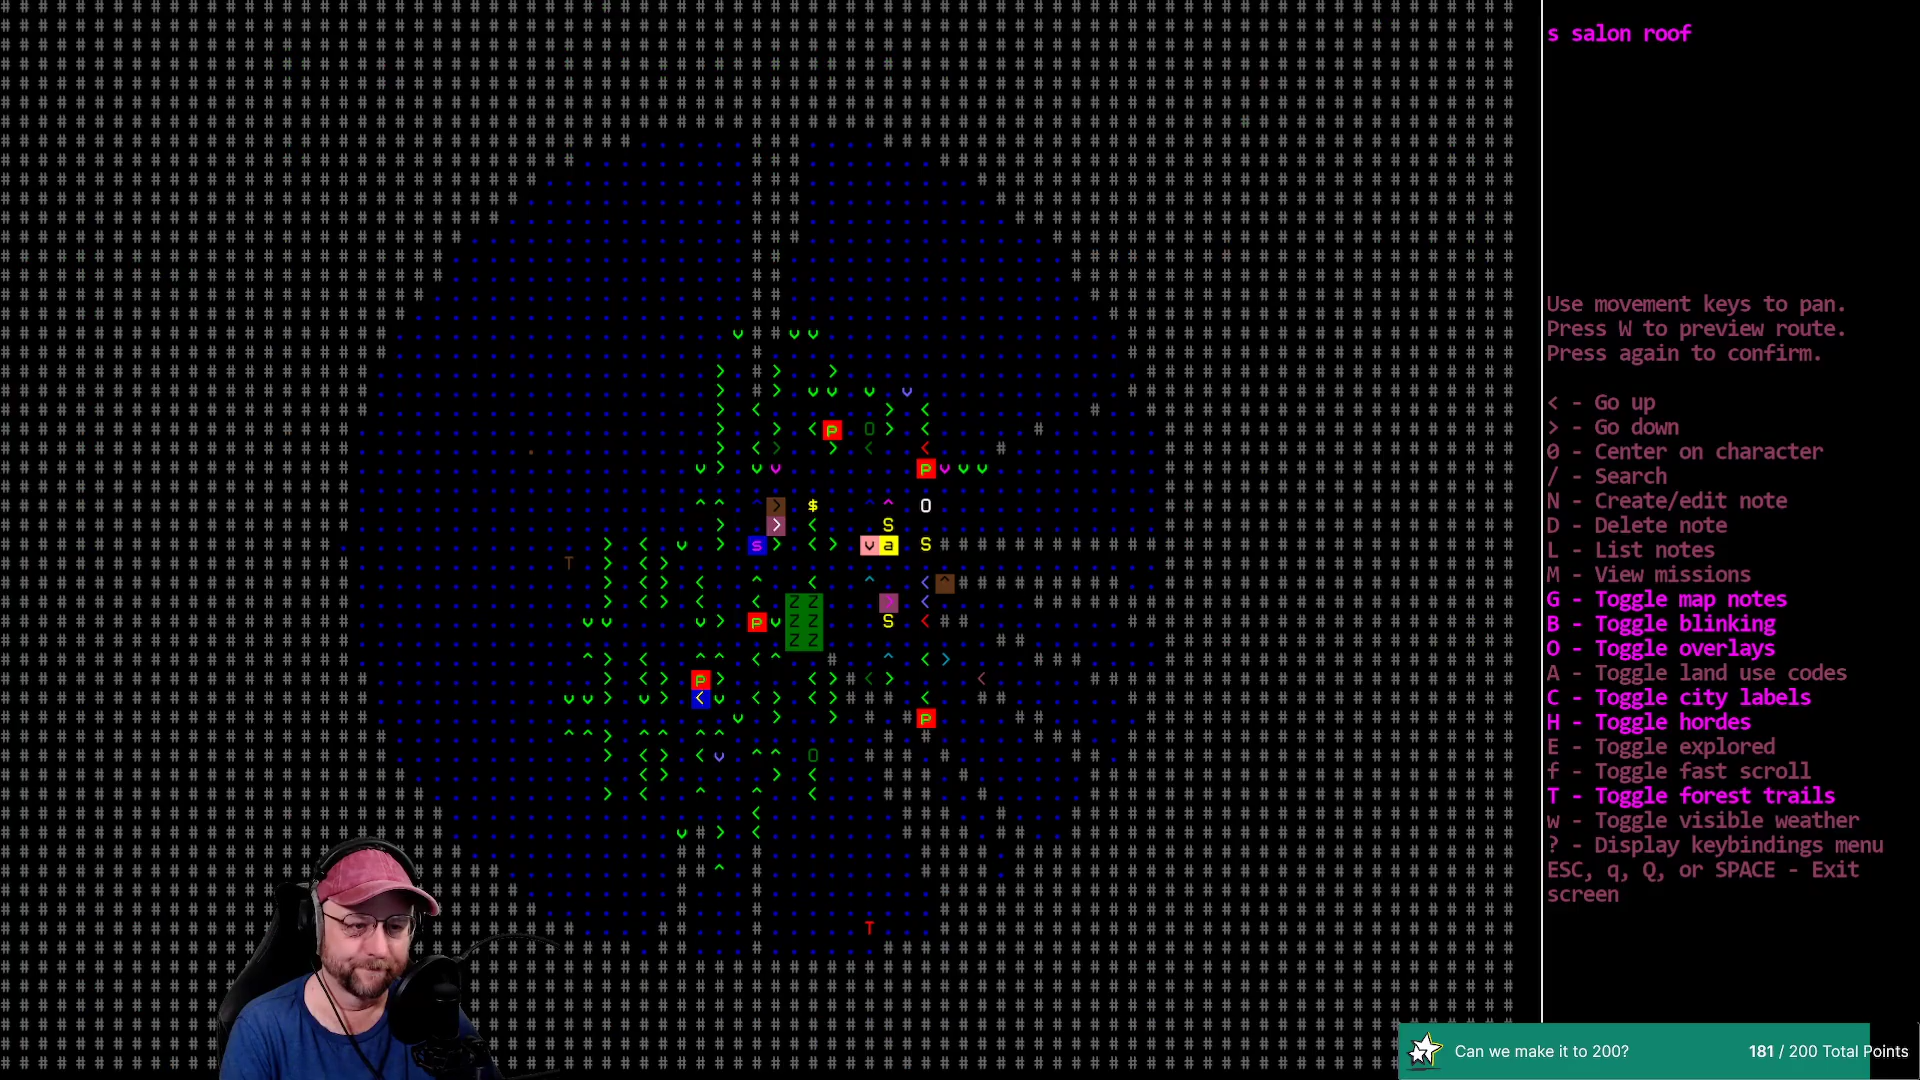 s salon roof
Use movement keys to pan.
Press W to preview route.
Press again to confirm.
< - Go up
> - Go down
0 - Center on character
/ - Search
N - Create/edit note
D - Delete note
L - List notes
M - View missions
G - Toggle map notes
B - Toggle blinking
O - Toggle overlays
A - Toggle land use codes
C - Toggle city labels
H - Toggle hordes
E - Toggle explored
f - Toggle fast scroll
T - Toggle forest trails
w - Toggle visible weather
? - Display keybindings menu
ESC, q, Q, or SPACE - Exit
screen
Can we make it to 200? 181 / 200 Total Points